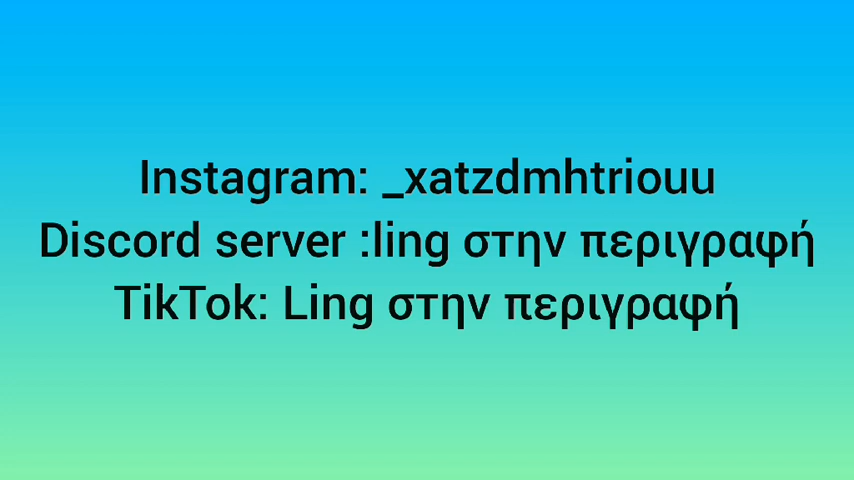 Instagram: _xatzdmhtriouu
Discord server :ling στην περιγραφή
TikTok: Ling στην περιγραφή